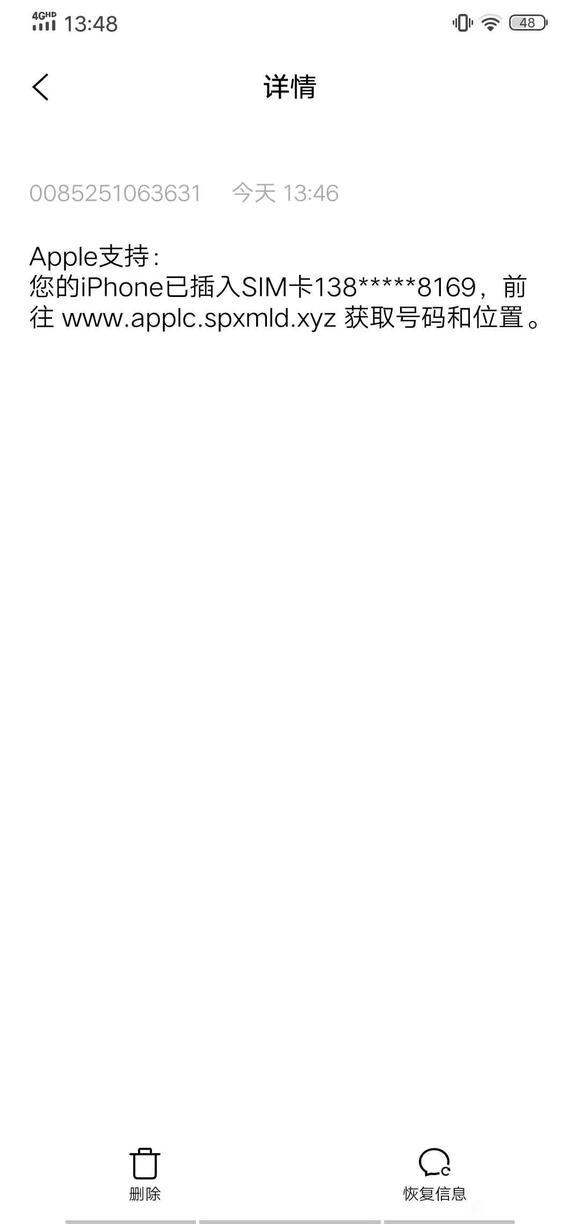 4GHD 13:48 48
详情
0085251063631 今天 13:46
Apple支持：
您的iPhone已插入SIM卡138*****8169，前
往 www.applc.spxmld.xyz 获取号码和位置。
删除 恢复信息